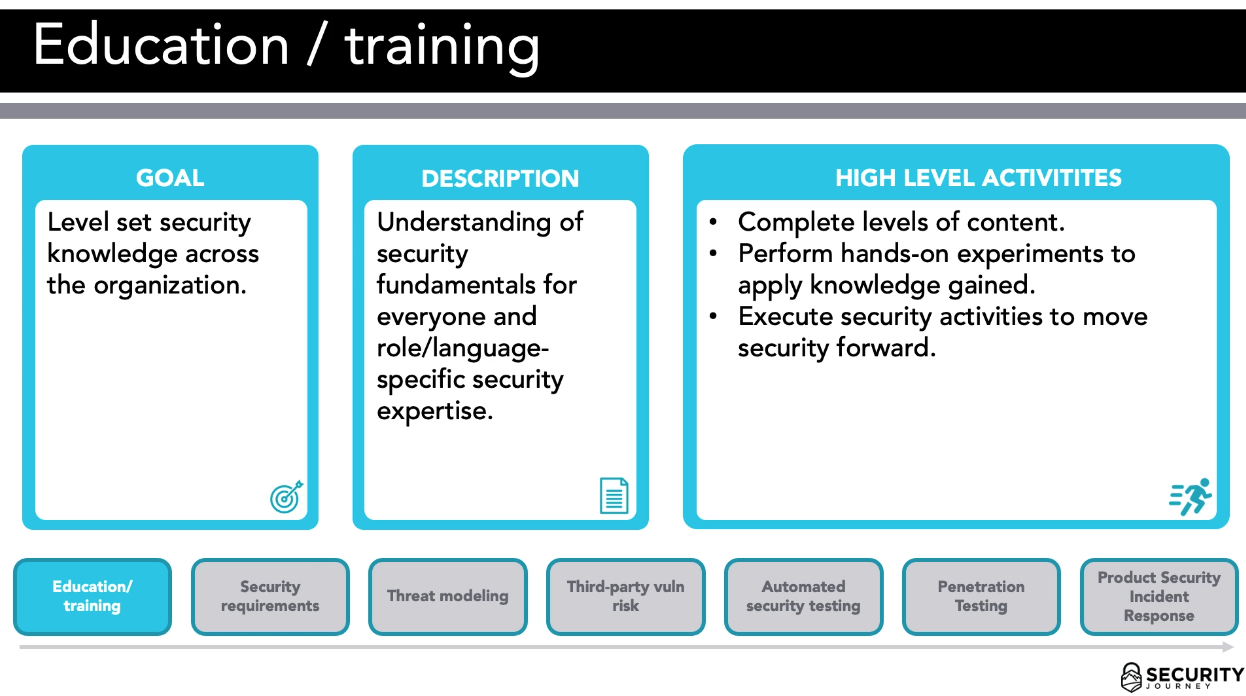 Education / training
GOAL
Level set security
knowledge across
the organization.
DESCRIPTION
Understanding of
security
fundamentals for
everyone and
role/language-
specific security
expertise.
HIGH LEVEL ACTIVITITES
• Complete levels of content.
• Perform hands-on experiments to
apply knowledge gained.
• Execute security activities to move
security forward.
Education/
training
Security
requirements
Threat modeling
Third-party vuln
risk
Automated
security testing
Penetration
Testing
Product Security
Incident
Response
SECURITY
JOURNEY